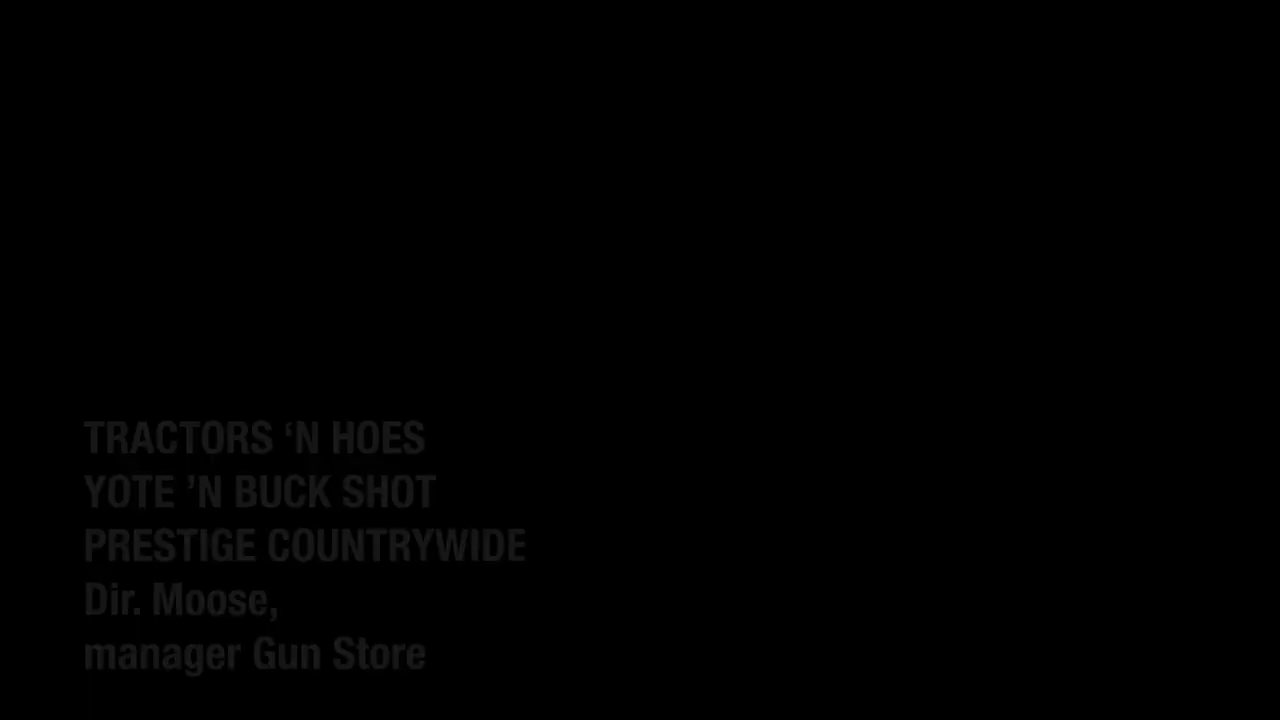 TRACTORS ‘N HOES
YOTE ’N BUCK SHOT
PRESTIGE COUNTRYWIDE
Dir. Moose,
manager Gun Store